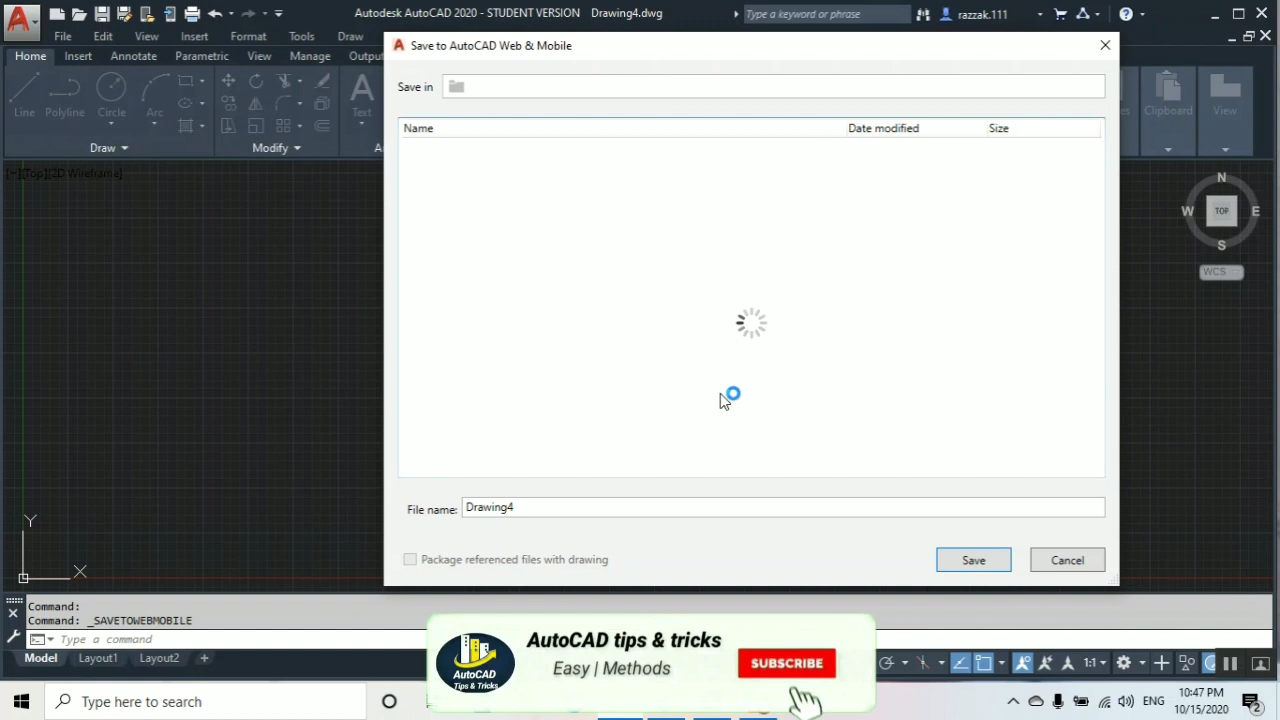 Autodesk AutoCAD 2020 - STUDENT VERSION Drawing4.dwg
Type a keyword or phrase
razzak.111
File Edit View Insert Format Tools Draw
Home Insert Annotate Parametric View Manage Output
Line Polyline Circle Arc Text
Clipboard View
Draw Modify
[−][Top][2D Wireframe]
Save to AutoCAD Web & Mobile
Save in
Name Date modified Size
File name: Drawing4
Package referenced files with drawing
Save Cancel
N
W TOP E
S
WCS
Y
X
Command:
Command: _SAVETOWEBMOBILE
Type a command
Model Layout1 Layout2 +
1:1
AutoCAD tips & tricks
Easy | Methods
SUBSCRIBE
AutoCAD
Tips & Tricks
Type here to search
ENG
10:47 PM
10/15/2020
2